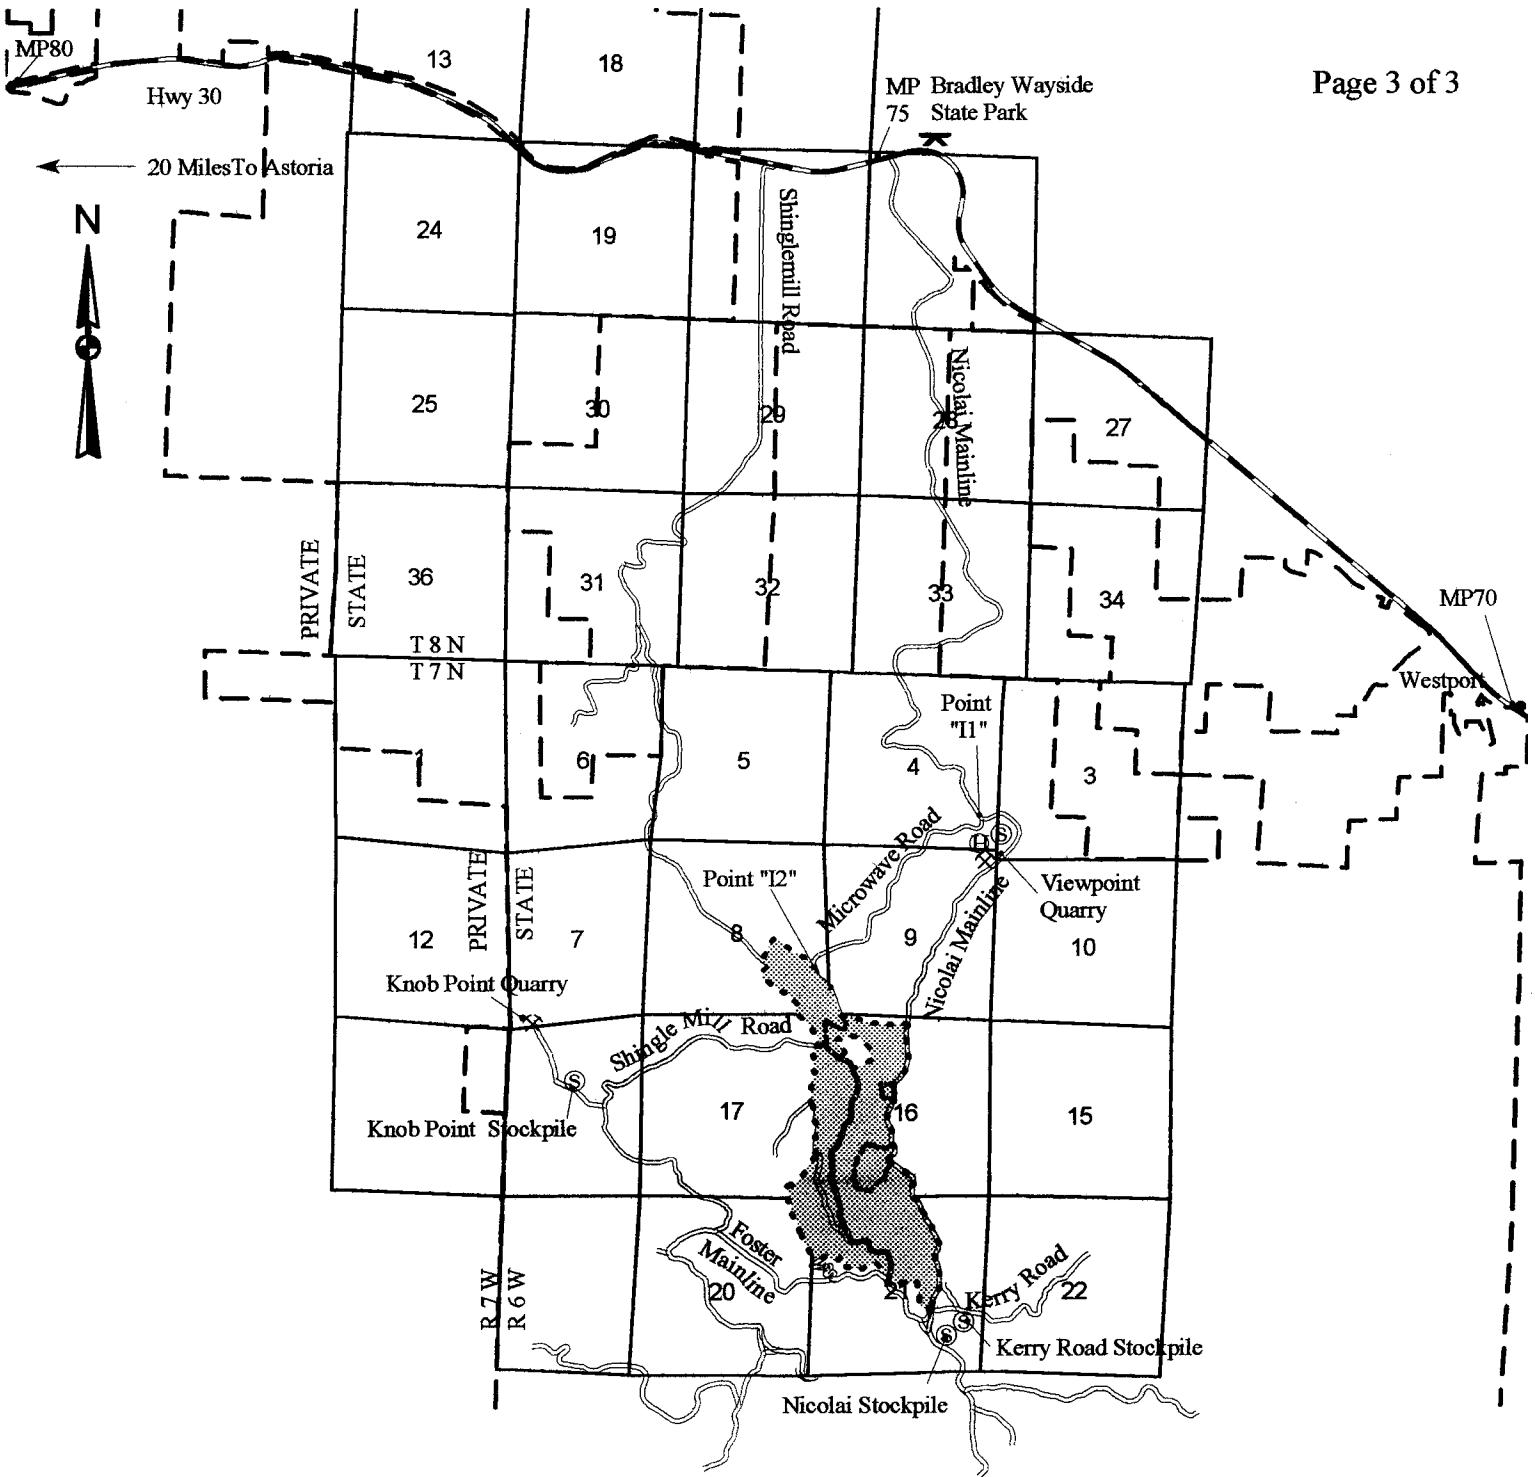 MP80
13
18
Page 3 of 3
Hwy 30
MP
75
Bradley Wayside
State Park
20 MilesTo Astoria
N
24
19
Shinglemill Road
25
30
29
28
Nicolai Mainline
27
PRIVATE
STATE
36
31
32
33
34
MP70
T 8 N
T 7 N
Westport
Point
"I1"
1
6
5
4
3
Microwave Road
H
S
Viewpoint
Quarry
PRIVATE
STATE
Point "I2"
12
7
8
9
10
Nicolai Mainline
Knob Point Quarry
Shingle Mill Road
S
17
16
15
Knob Point Stockpile
Foster
Mainline
R 7 W
R 6 W
20
21
Kerry Road
22
S
S
Kerry Road Stockpile
Nicolai Stockpile